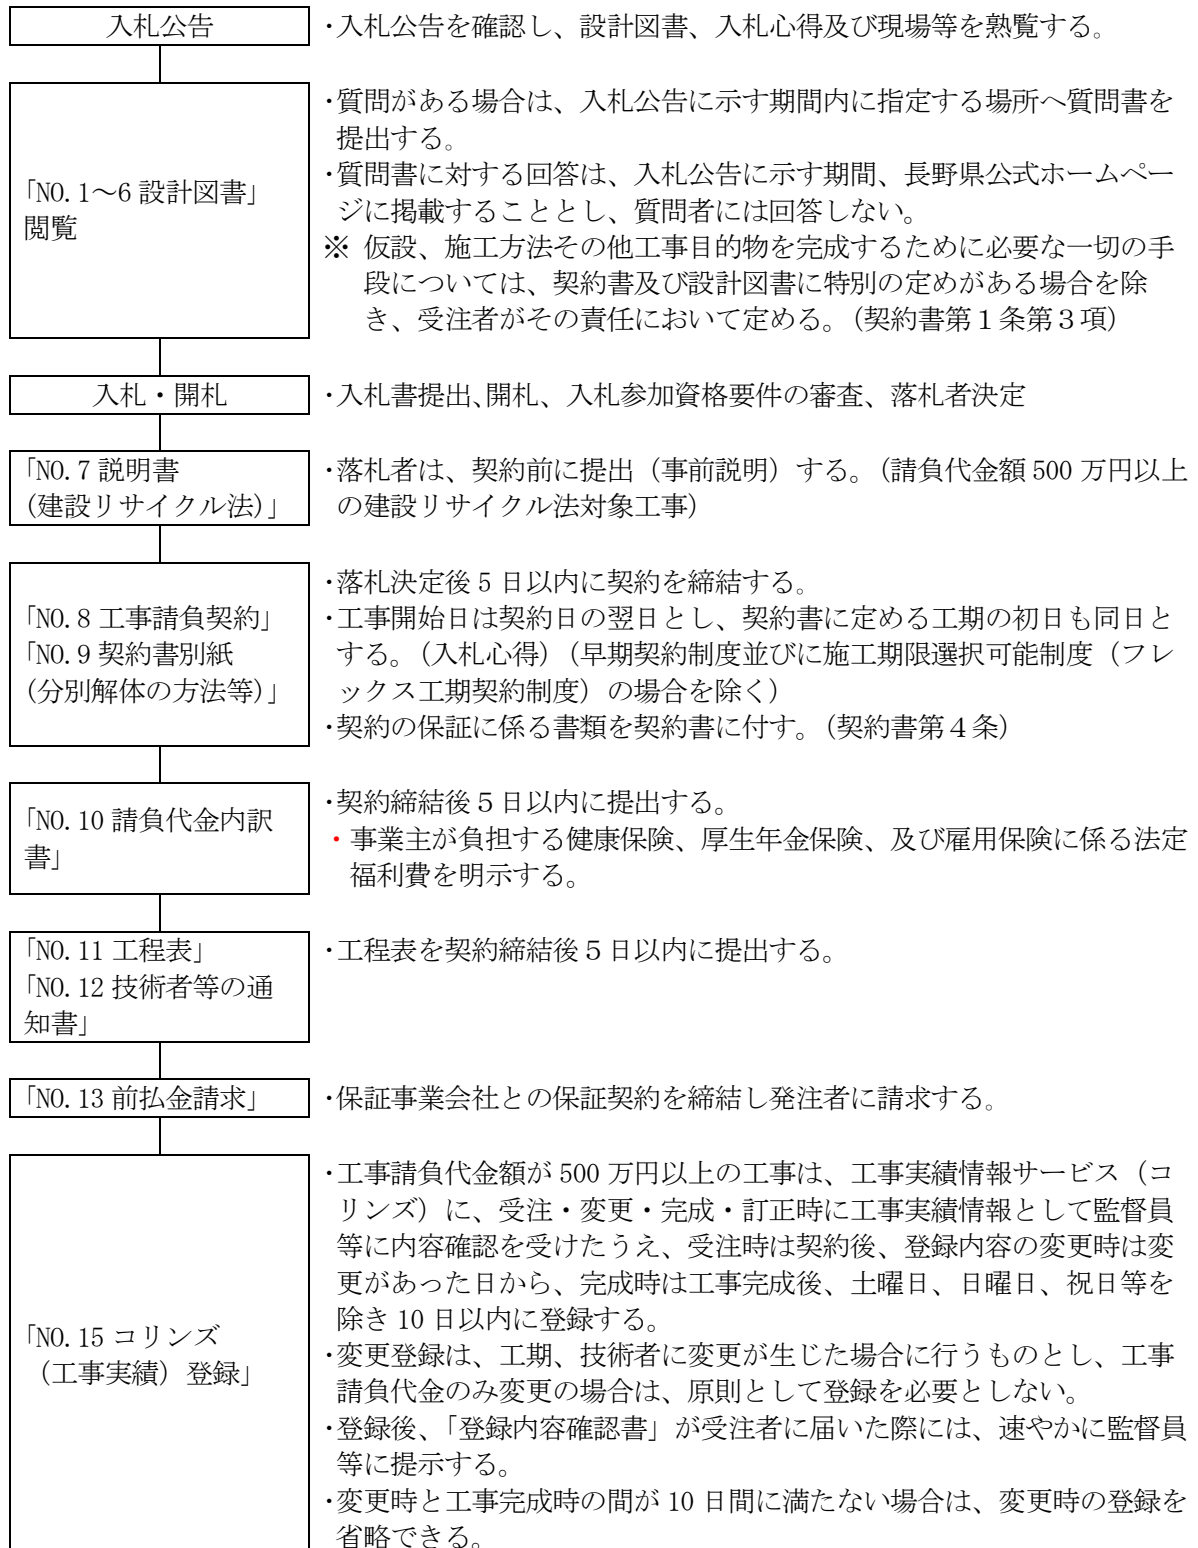 入札公告
・入札公告を確認し、設計図書、入札心得及び現場等を熟覧する。
「NO.1～6 設計図書」
閲覧
・質問がある場合は、入札公告に示す期間内に指定する場所へ質問書を
提出する。
・質問書に対する回答は、入札公告に示す期間、長野県公式ホームペー
ジに掲載することとし、質問者には回答しない。
※ 仮設、施工方法その他工事目的物を完成するために必要な一切の手
段については、契約書及び設計図書に特別の定めがある場合を除
き、受注者がその責任において定める。（契約書第１条第３項）
入札・開札
・入札書提出、開札、入札参加資格要件の審査、落札者決定
「NO.7 説明書
(建設リサイクル法)」
・落札者は、契約前に提出（事前説明）する。（請負代金額 500 万円以上
の建設リサイクル法対象工事）
「NO.8 工事請負契約」
「NO.9 契約書別紙
(分別解体の方法等)」
・落札決定後 5 日以内に契約を締結する。
・工事開始日は契約日の翌日とし、契約書に定める工期の初日も同日と
する。（入札心得）（早期契約制度並びに施工期限選択可能制度（フレ
ックス工期契約制度）の場合を除く）
・契約の保証に係る書類を契約書に付す。（契約書第４条）
「NO.10 請負代金内訳
書」
・契約締結後５日以内に提出する。
・事業主が負担する健康保険、厚生年金保険、及び雇用保険に係る法定
福利費を明示する。
「NO.11 工程表」
「NO.12 技術者等の通
知書」
・工程表を契約締結後５日以内に提出する。
「NO.13 前払金請求」
・保証事業会社との保証契約を締結し発注者に請求する。
「NO.15 コリンズ
（工事実績）登録」
・工事請負代金額が 500 万円以上の工事は、工事実績情報サービス（コ
リンズ）に、受注・変更・完成・訂正時に工事実績情報として監督員
等に内容確認を受けたうえ、受注時は契約後、登録内容の変更時は変
更があった日から、完成時は工事完成後、土曜日、日曜日、祝日等を
除き 10 日以内に登録する。
・変更登録は、工期、技術者に変更が生じた場合に行うものとし、工事
請負代金のみ変更の場合は、原則として登録を必要としない。
・登録後、「登録内容確認書」が受注者に届いた際には、速やかに監督員
等に提示する。
・変更時と工事完成時の間が 10 日間に満たない場合は、変更時の登録を
省略できる。